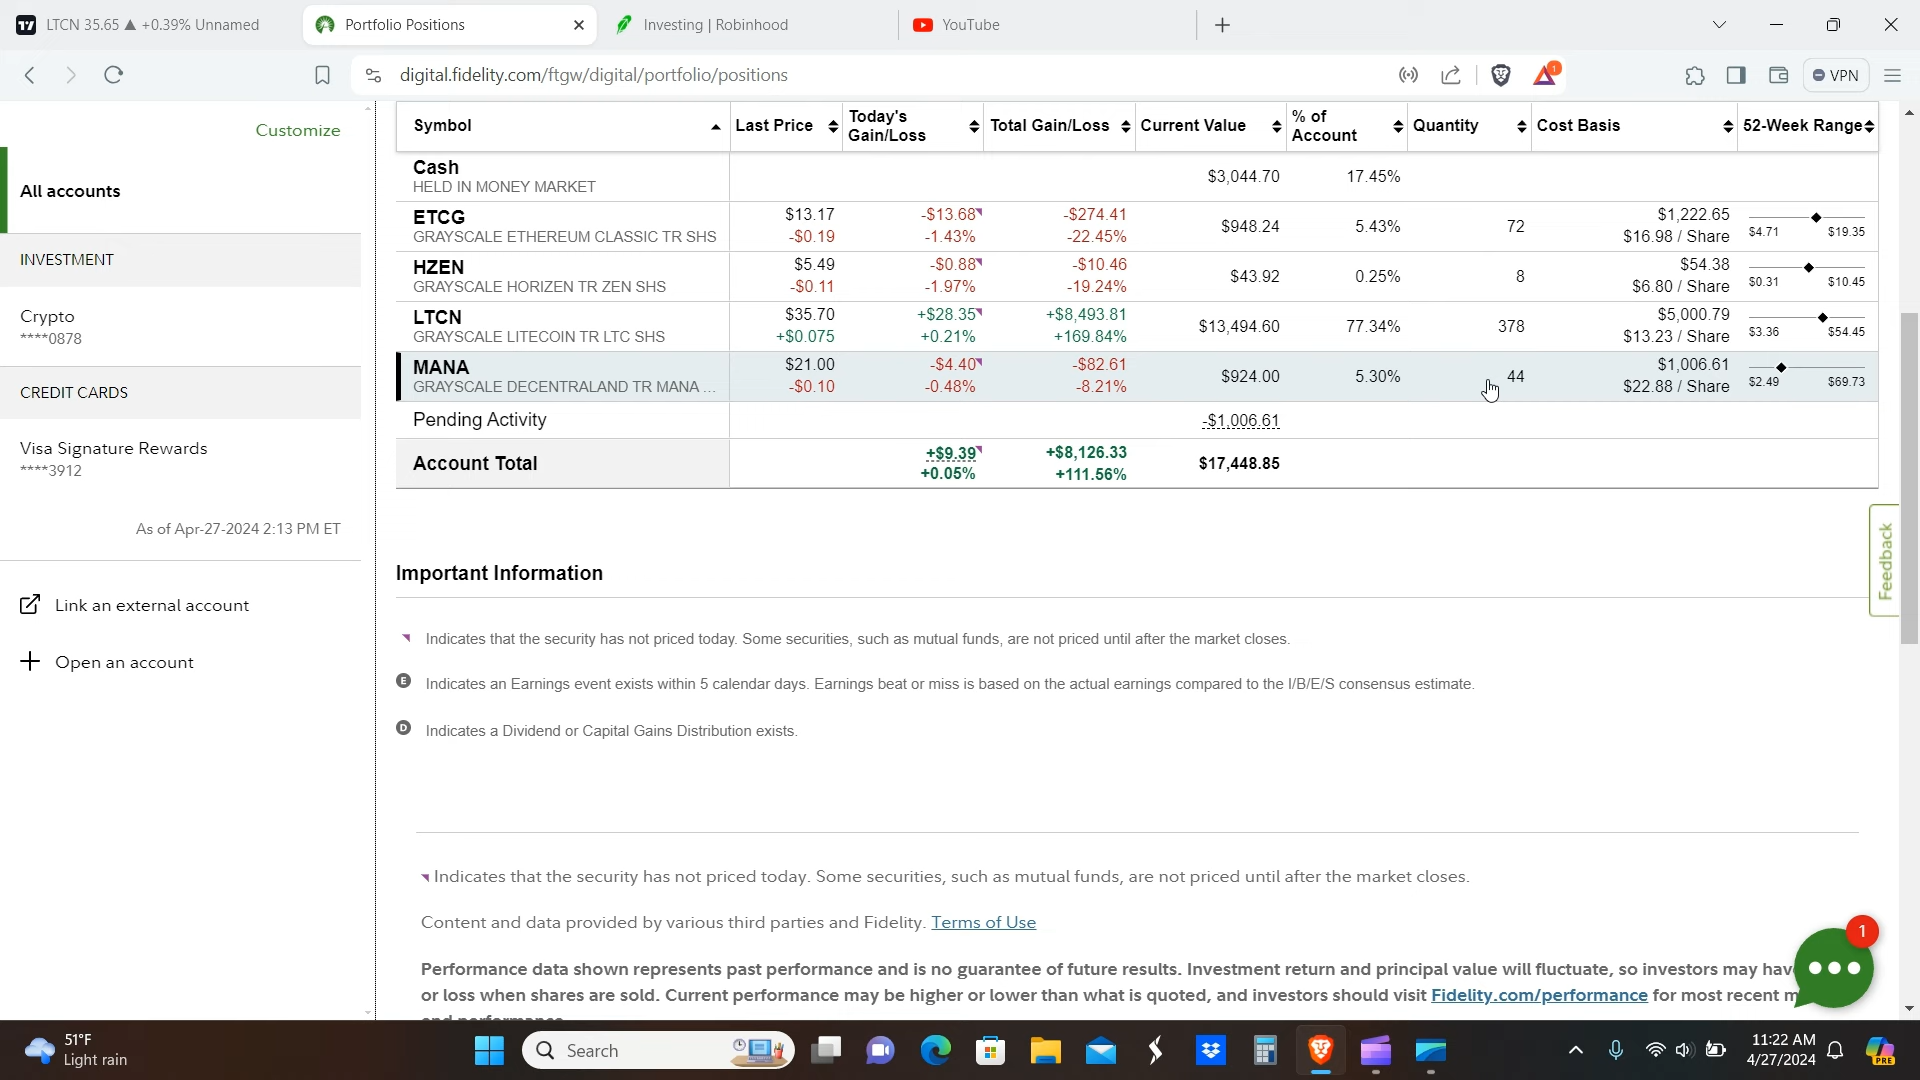 LTCN 35.65 ▲ +0.39% Unnamed
Portfolio Positions
Investing | Robinhood
YouTube
digital.fidelity.com/ftgw/digital/portfolio/positions
1
VPN
Customize
All accounts
INVESTMENT
Crypto
****0878
CREDIT CARDS
Visa Signature Rewards
****3912
As of Apr-27-2024 2:13 PM ET
Link an external account
Open an account
Symbol Last Price Today's Gain/Loss Total Gain/Loss Current Value % of Account Quantity Cost Basis 52-Week Range
Cash $3,044.70 17.45%
HELD IN MONEY MARKET
ETCG $13.17 -$13.68 -$274.41 $948.24 5.43% 72 $1,222.65
GRAYSCALE ETHEREUM CLASSIC TR SHS -$0.19 -1.43% -22.45% $16.98 / Share $4.71 $19.35
HZEN $5.49 -$0.88 -$10.46 $43.92 0.25% 8 $54.38
GRAYSCALE HORIZEN TR ZEN SHS -$0.11 -1.97% -19.24% $6.80 / Share $0.31 $10.45
LTCN $35.70 +$28.35 +$8,493.81 $13,494.60 77.34% 378 $5,000.79
GRAYSCALE LITECOIN TR LTC SHS +$0.075 +0.21% +169.84% $13.23 / Share $3.36 $54.45
MANA $21.00 -$4.40 -$82.61 $924.00 5.30% 44 $1,006.61
GRAYSCALE DECENTRALAND TR MANA ... -$0.10 -0.48% -8.21% $22.88 / Share $2.49 $69.73
Pending Activity -$1,006.61
Account Total +$9.39 +$8,126.33 $17,448.85
+0.05% +111.56%
Feedback
Important Information
Indicates that the security has not priced today. Some securities, such as mutual funds, are not priced until after the market closes.
E Indicates an Earnings event exists within 5 calendar days. Earnings beat or miss is based on the actual earnings compared to the I/B/E/S consensus estimate.
D Indicates a Dividend or Capital Gains Distribution exists.
Indicates that the security has not priced today. Some securities, such as mutual funds, are not priced until after the market closes.
Content and data provided by various third parties and Fidelity. Terms of Use
Performance data shown represents past performance and is no guarantee of future results. Investment return and principal value will fluctuate, so investors may hav
or loss when shares are sold. Current performance may be higher or lower than what is quoted, and investors should visit Fidelity.com/performance for most recent m
1
51°F
Light rain
Search
11:22 AM
4/27/2024
PRE